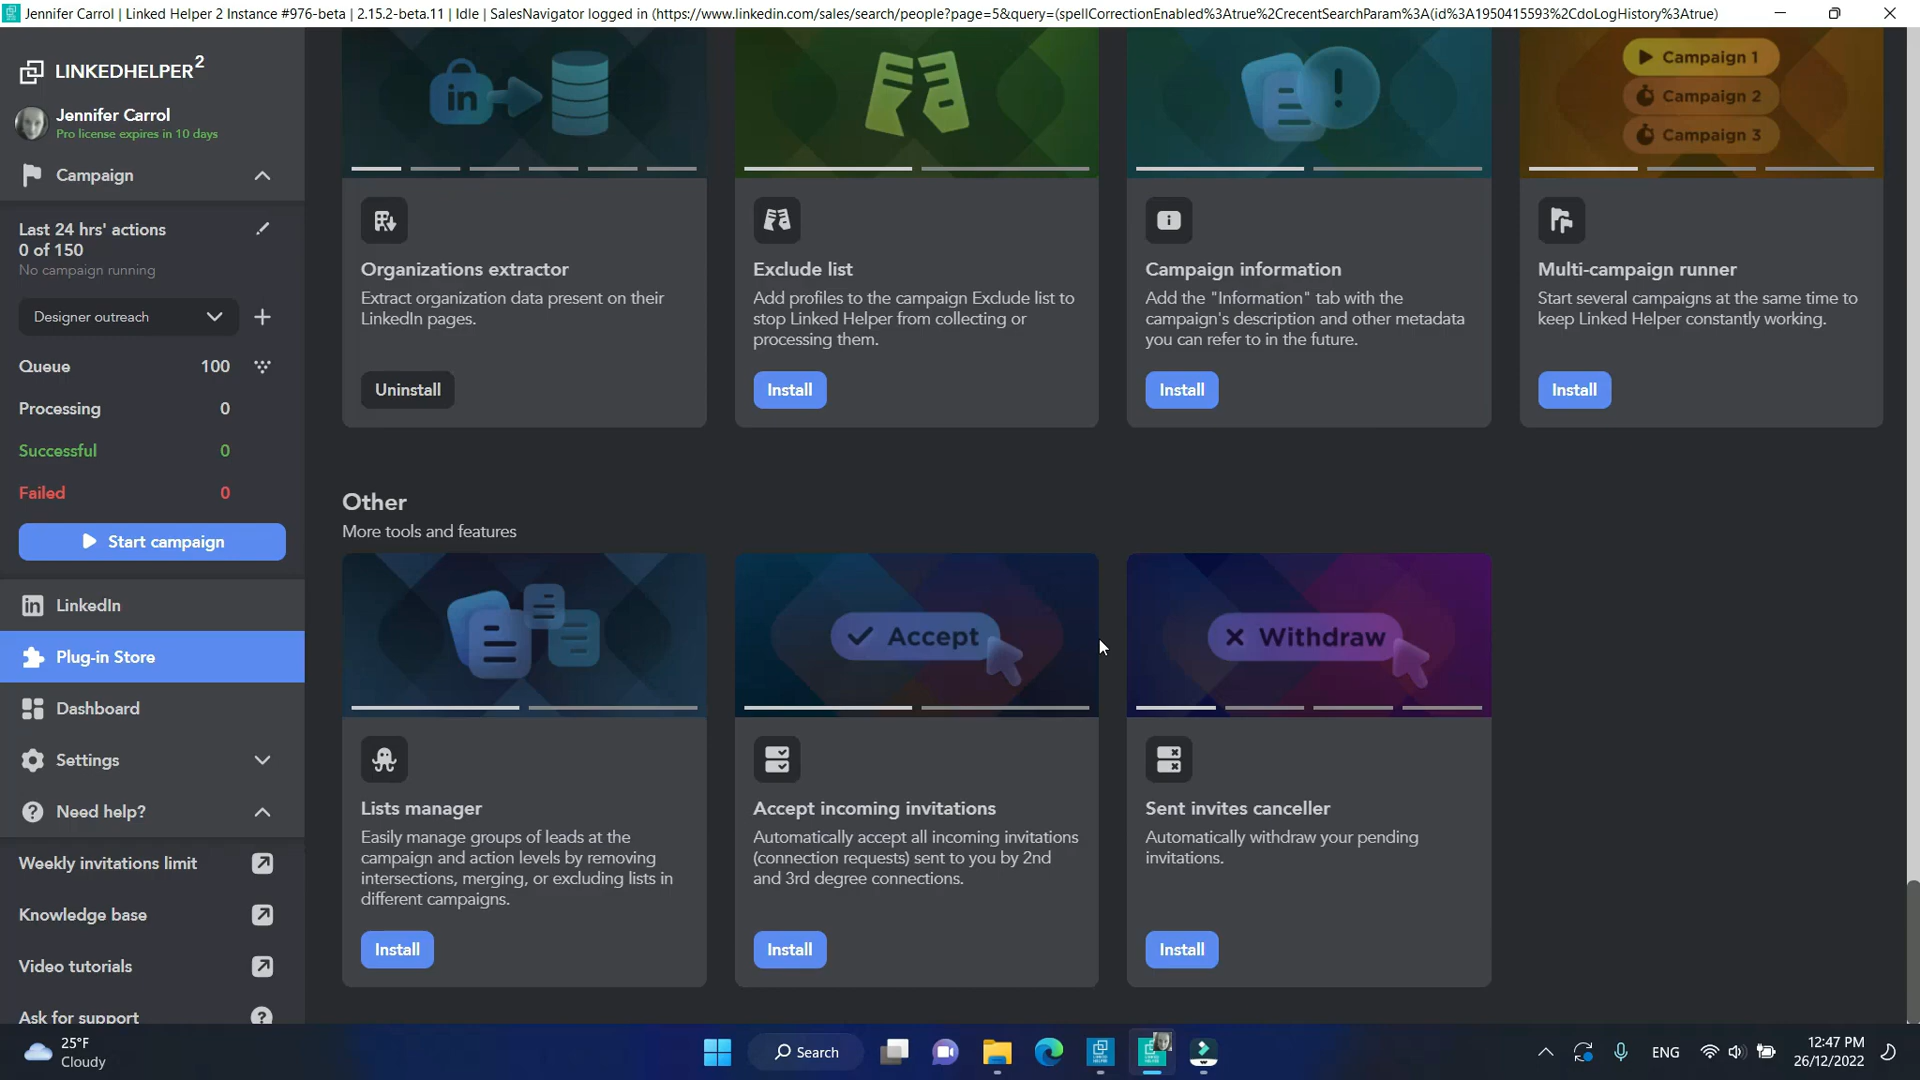 Jennifer Carrol | Linked Helper 2 Instance #976-beta | 2.15.2-beta.11 | Idle | SalesNavigator logged in (https://www.linkedin.com/sales/search/people?page=5&query=(spellCorrectionEnabled%3Atrue%2CrecentSearchParam%3A(id%3A1950415593%2CdoLogHistory%3Atrue)
LINKEDHELPER2
Jennifer Carrol
Pro license expires in 10 days
Campaign
Last 24 hrs' actions
0 of 150
No campaign running
Designer outreach
Queue 100
Processing 0
Successful 0
Failed 0
Start campaign
LinkedIn
Plug-in Store
Dashboard
Settings
Need help?
Weekly invitations limit
Knowledge base
Video tutorials
Ask for support
in
Organizations extractor
Extract organization data present on their
LinkedIn pages.
Uninstall
Exclude list
Add profiles to the campaign Exclude list to
stop Linked Helper from collecting or
processing them.
Install
Campaign information
Add the "Information" tab with the
campaign's description and other metadata
you can refer to in the future.
Install
Campaign 1
Campaign 2
Campaign 3
Multi-campaign runner
Start several campaigns at the same time to
keep Linked Helper constantly working.
Install
Other
More tools and features
Lists manager
Easily manage groups of leads at the
campaign and action levels by removing
intersections, merging, or excluding lists in
different campaigns.
Install
Accept
Accept incoming invitations
Automatically accept all incoming invitations
(connection requests) sent to you by 2nd
and 3rd degree connections.
Install
Withdraw
Sent invites canceller
Automatically withdraw your pending
invitations.
Install
25°F
Cloudy
Search
ENG
12:47 PM
26/12/2022